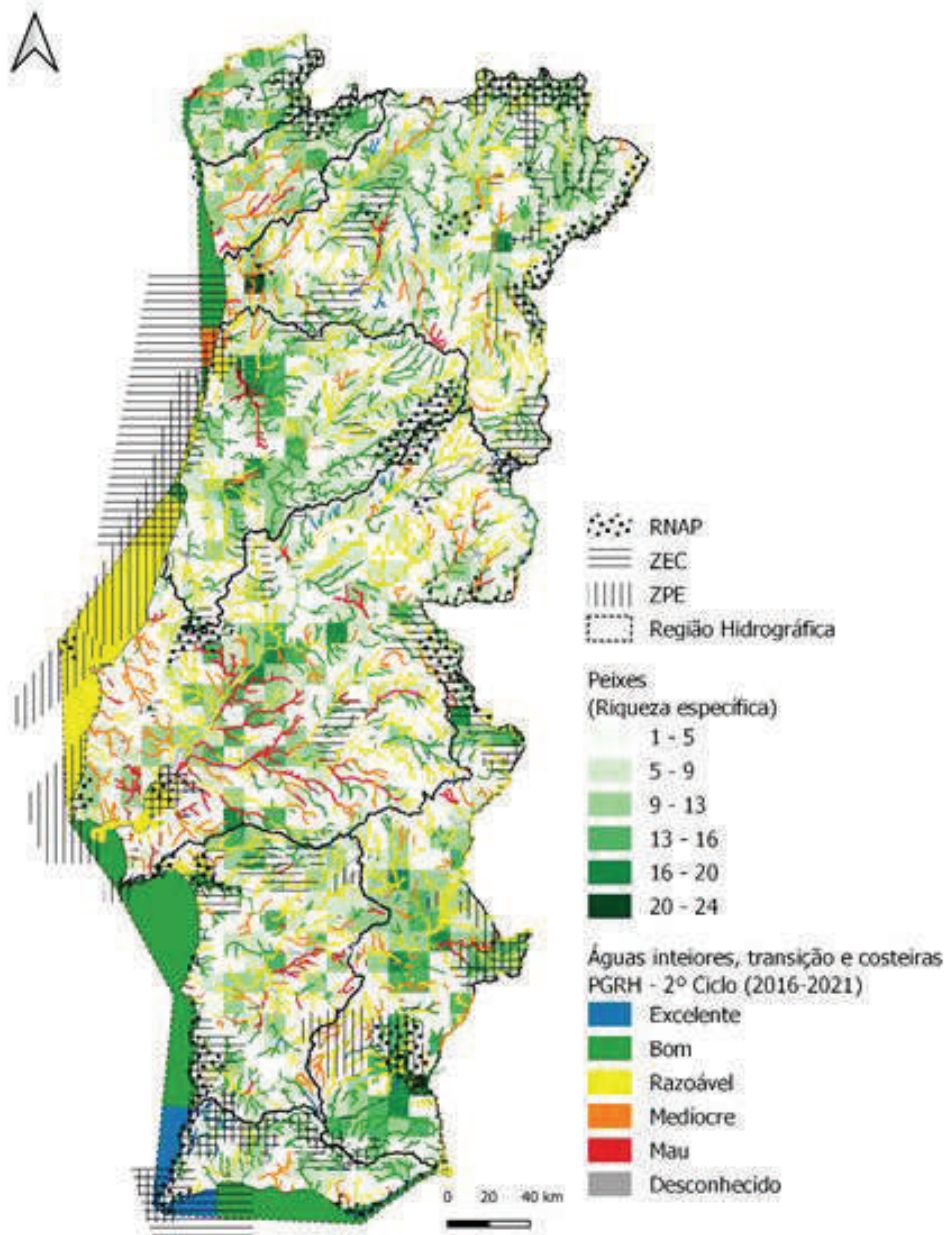 RNAP
ZEC
ZPE
Região Hidrográfica
Peixes
(Riqueza específica)
1 - 5
5 - 9
9 - 13
13 - 16
16 - 20
20 - 24
Águas inteiores, transição e costeiras
PGRH - 2º Ciclo (2016-2021)
Excelente
Bom
Razoável
Medíocre
Mau
Desconhecido
0 20 40 km